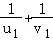 1/u₁ + 1/v₁